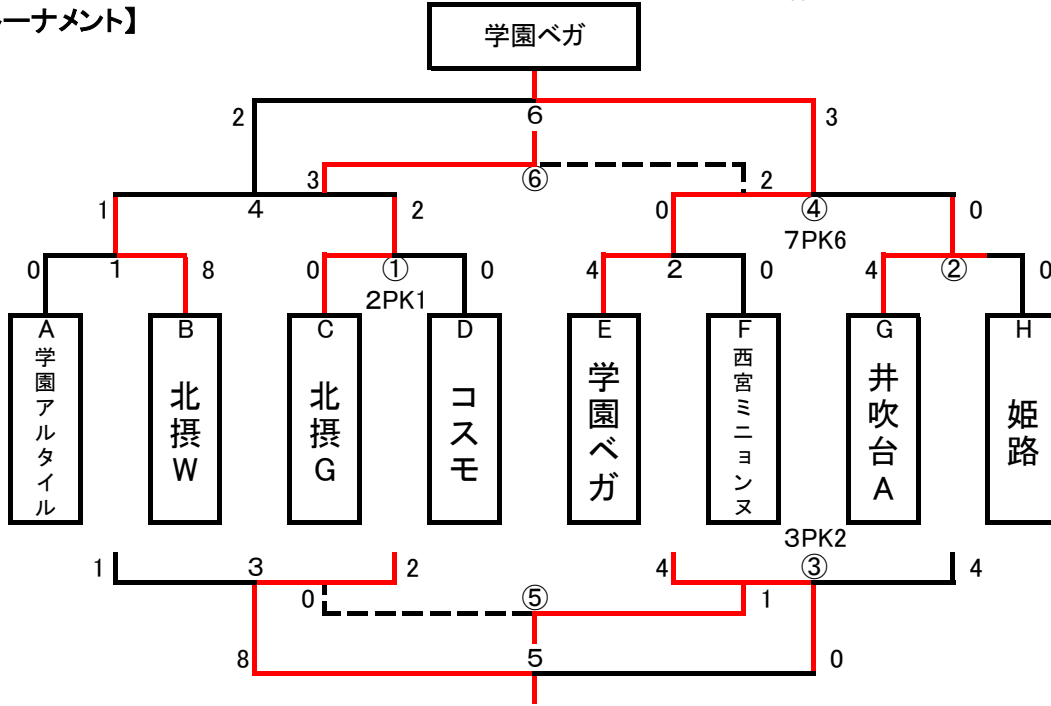 ーナメント】
学園ベガ
2
6
3
3
⑥
2
1
4
2
0
④
0
7PK6
0
1
8
0
①
0
4
2
0
4
②
0
2PK1
A
学園アルタイル
B
北摂W
C
北摂G
D
コスモ
E
学園ベガ
F
西宮ミニョンヌ
G
井吹台A
H
姫路
3PK2
1
3
2
4
③
4
0
⑤
1
8
5
0